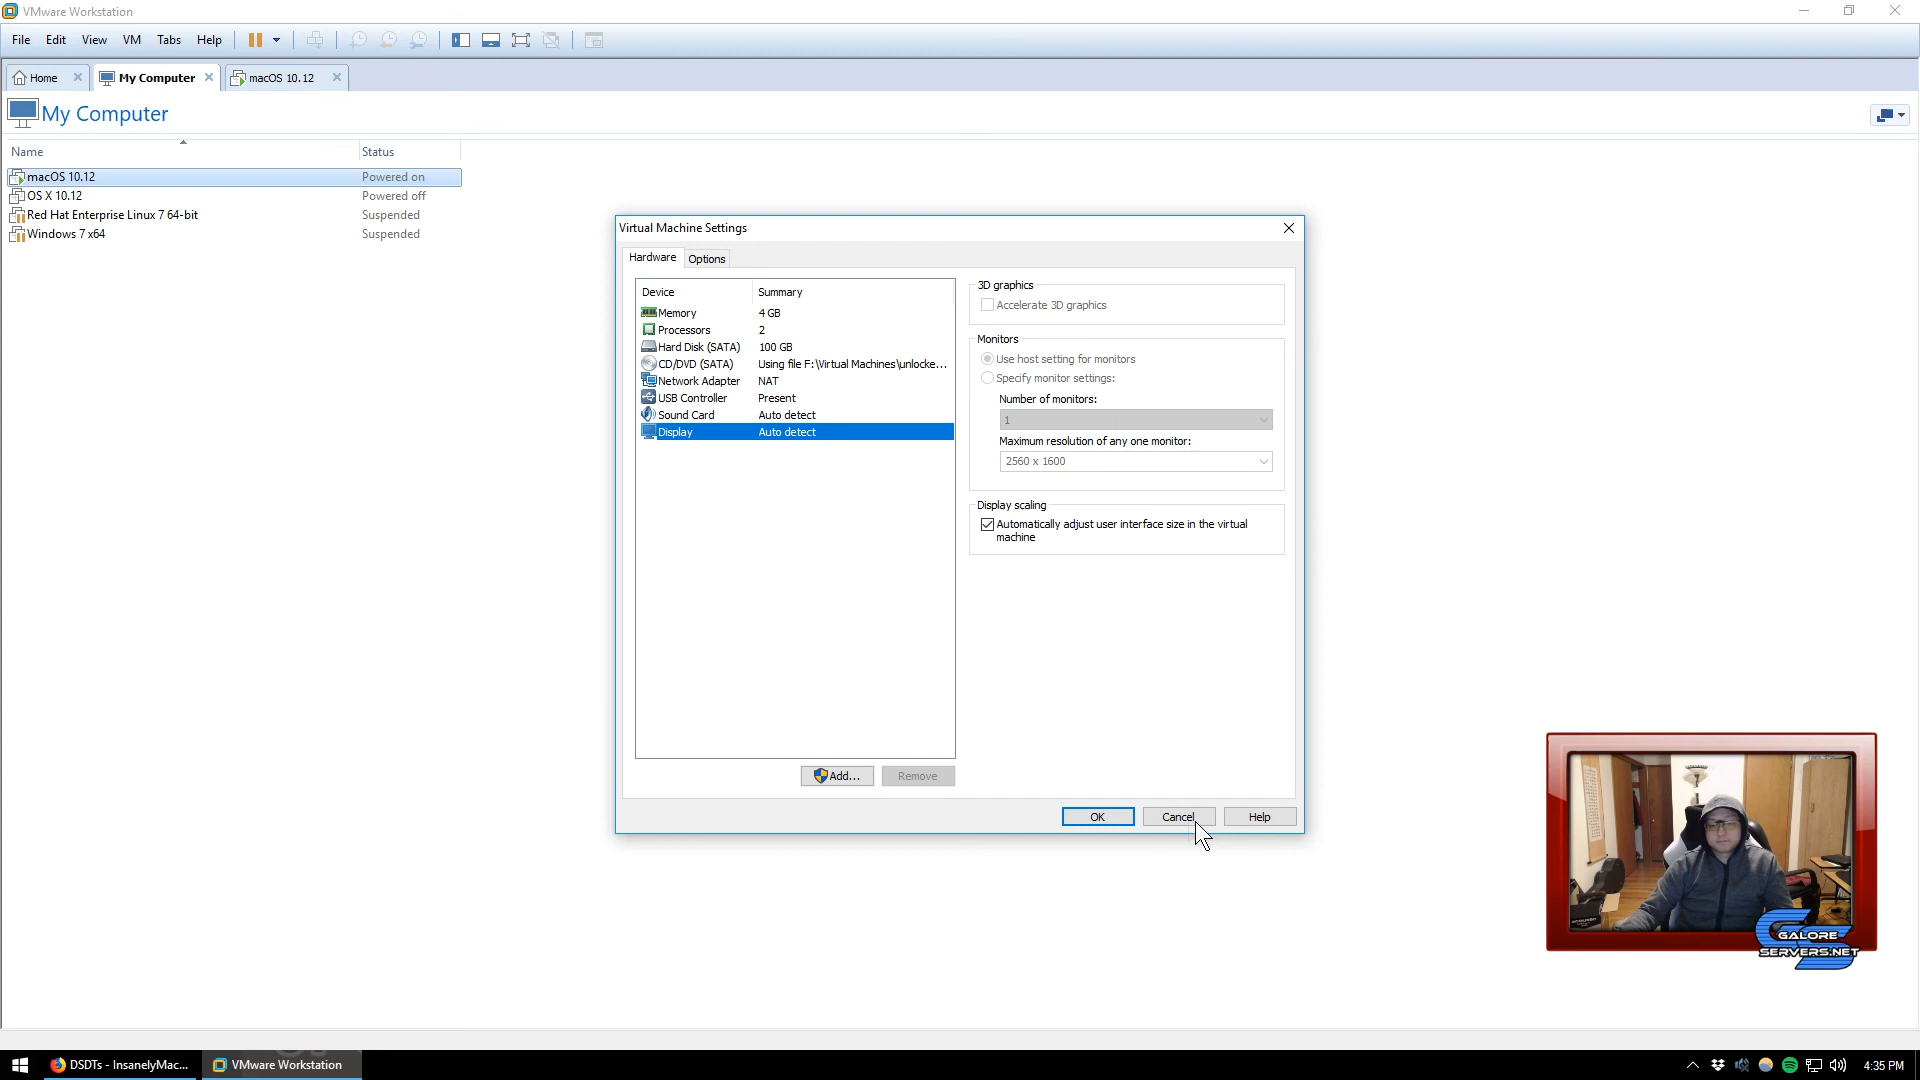 VMware Workstation
File Edit View VM Tabs Help
Home My Computer macOS 10.12
My Computer
Name Status
macOS 10.12 Powered on
OS X 10.12 Powered off
Red Hat Enterprise Linux 7 64-bit Suspended
Windows 7 x64 Suspended
Virtual Machine Settings
Hardware Options
Device Summary
Memory 4 GB
Processors 2
Hard Disk (SATA) 100 GB
CD/DVD (SATA) Using file F:\Virtual Machines\unlocke...
Network Adapter NAT
USB Controller Present
Sound Card Auto detect
Display Auto detect
Add... Remove
3D graphics
Accelerate 3D graphics
Monitors
Use host setting for monitors
Specify monitor settings:
Number of monitors:
1
Maximum resolution of any one monitor:
2560 x 1600
Display scaling
Automatically adjust user interface size in the virtual
machine
OK Cancel Help
GALORE
SERVERS.NET
DSDTs - InsanelyMac... VMware Workstation 4:35 PM